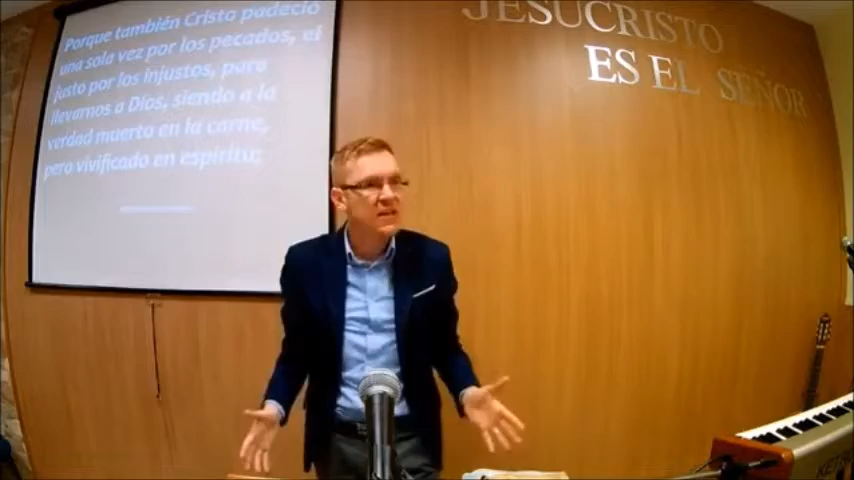 Porque también Cristo padeció
una sola vez por los pecados, el
justo por los injustos, para
llevarnos a Dios, siendo a la
verdad muerto en la carne,
pero vivificado en espíritu;
JESUCRISTO
ES EL SEÑOR